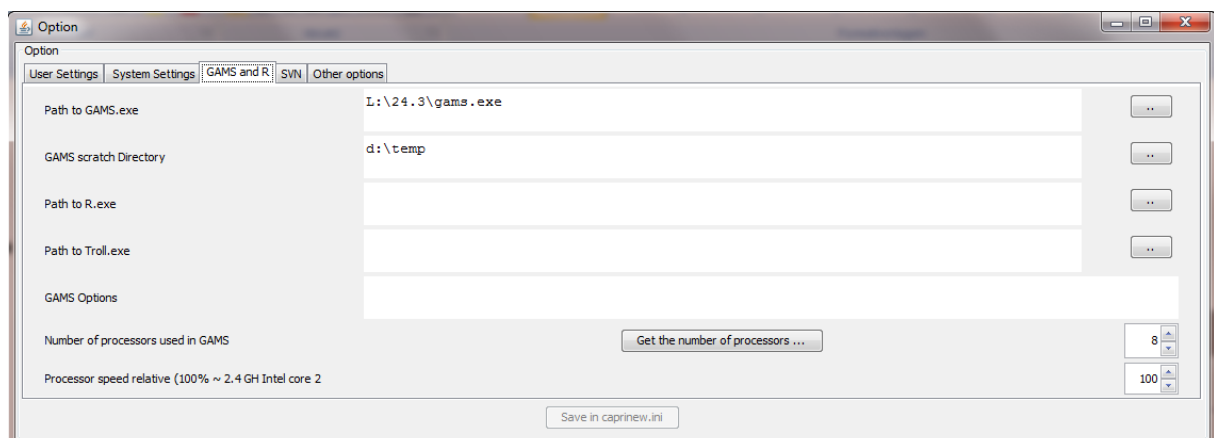 Option
Option
User Settings System Settings GAMS and R SVN Other options
Path to GAMS.exe L:\24.3\gams.exe ..
GAMS scratch Directory d:\temp ..
Path to R.exe ..
Path to Troll.exe ..
GAMS Options
Number of processors used in GAMS Get the number of processors ... 8
Processor speed relative (100% ~ 2.4 GH Intel core 2 100
Save in caprinew.ini